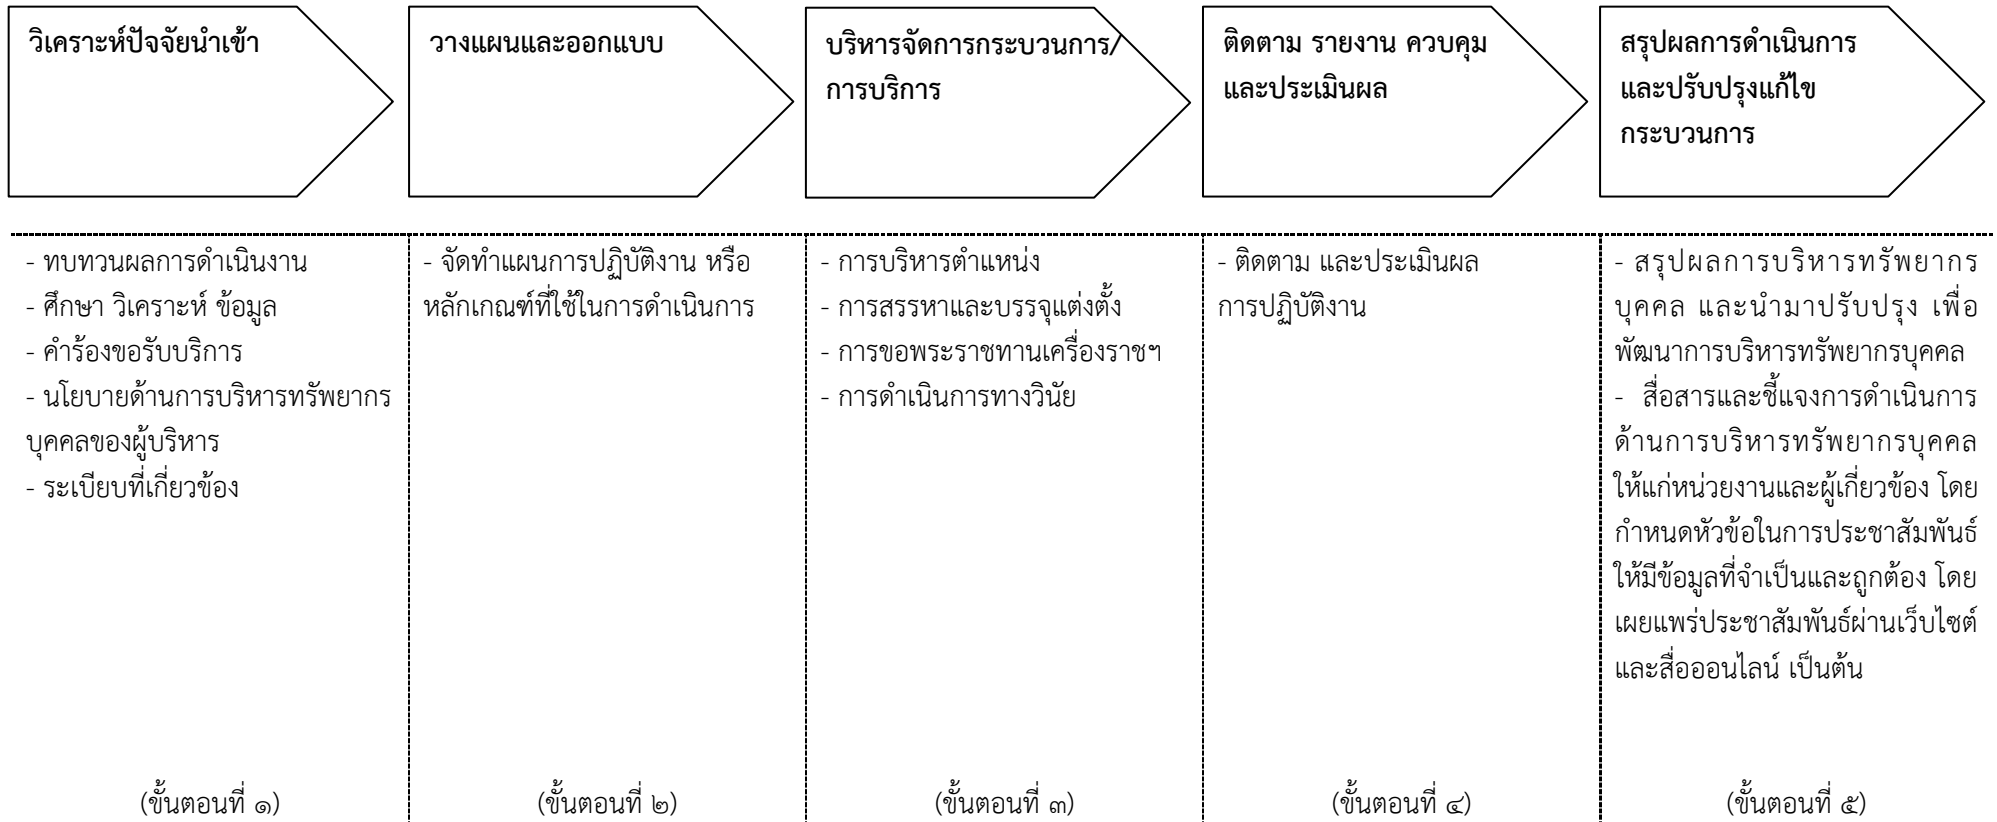 วิเคราะห์ปัจจัยนำเข้า
วางแผนและออกแบบ
บริหารจัดการกระบวนการ/
การบริการ
ติดตาม รายงาน ควบคุม
และประเมินผล
สรุปผลการดำเนินการ
และปรับปรุงแก้ไข
กระบวนการ
- ทบทวนผลการดำเนินงาน
- ศึกษา วิเคราะห์ ข้อมูล
- คำร้องขอรับบริการ
- นโยบายด้านการบริหารทรัพยากร
บุคคลของผู้บริหาร
- ระเบียบที่เกี่ยวข้อง
(ขั้นตอนที่ ๑)
- จัดทำแผนการปฏิบัติงาน หรือ
หลักเกณฑ์ที่ใช้ในการดำเนินการ
(ขั้นตอนที่ ๒)
- การบริหารตำแหน่ง
- การสรรหาและบรรจุแต่งตั้ง
- การขอพระราชทานเครื่องราชฯ
- การดำเนินการทางวินัย
(ขั้นตอนที่ ๓)
- ติดตาม และประเมินผล
การปฏิบัติงาน
(ขั้นตอนที่ ๔)
- สรุปผลการบริหารทรัพยากร
บุคคล และนำมาปรับปรุง เพื่อ
พัฒนาการบริหารทรัพยากรบุคคล
- สื่อสารและชี้แจงการดำเนินการ
ด้านการบริหารทรัพยากรบุคคล
ให้แก่หน่วยงานและผู้เกี่ยวข้อง โดย
กำหนดหัวข้อในการประชาสัมพันธ์
ให้มีข้อมูลที่จำเป็นและถูกต้อง โดย
เผยแพร่ประชาสัมพันธ์ผ่านเว็บไซต์
และสื่อออนไลน์ เป็นต้น
(ขั้นตอนที่ ๕)